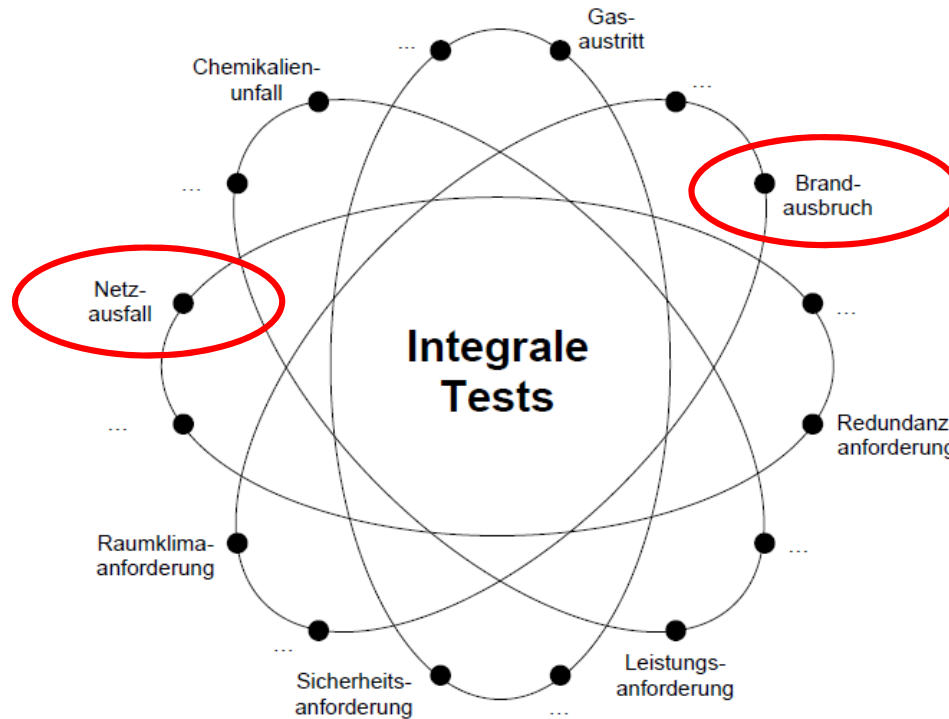 Gas-
austritt
...
Chemikalien-
unfall
...
...
Brand-
ausbruch
Netz-
ausfall
...
Integrale
Tests
...
Redundanz
anforderung
Raumklima-
anforderung
...
...
Sicherheits-
anforderung
Leistungs-
anforderung
...